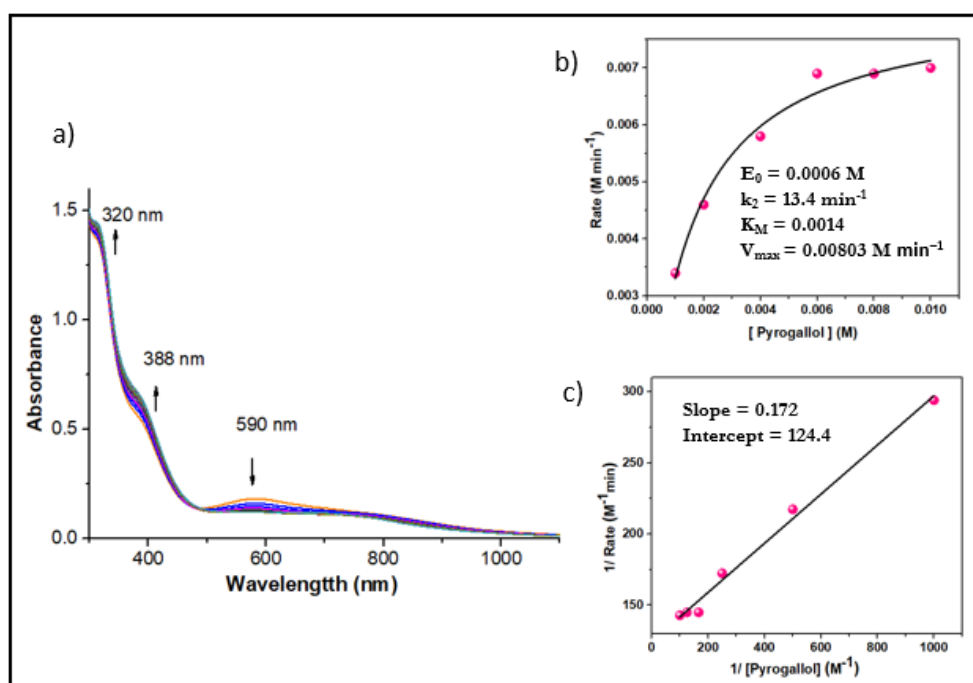 a)
320 nm
388 nm
590 nm
1.5
1.0
0.5
0.0
Absorbance
400 600 800 1000
Wavelengtth (nm)
b)
0.007
0.006
0.005
0.004
0.003
Rate (M min⁻¹)
E₀ = 0.0006 M
k₂ = 13.4 min⁻¹
K_M = 0.0014
V_max = 0.00803 M min⁻¹
0.000 0.002 0.004 0.006 0.008 0.010
[ Pyrogallol ] (M)
c)
300
250
200
150
1/ Rate (M⁻¹min)
Slope = 0.172
Intercept = 124.4
0 200 400 600 800 1000
1/ [Pyrogallol] (M⁻¹)